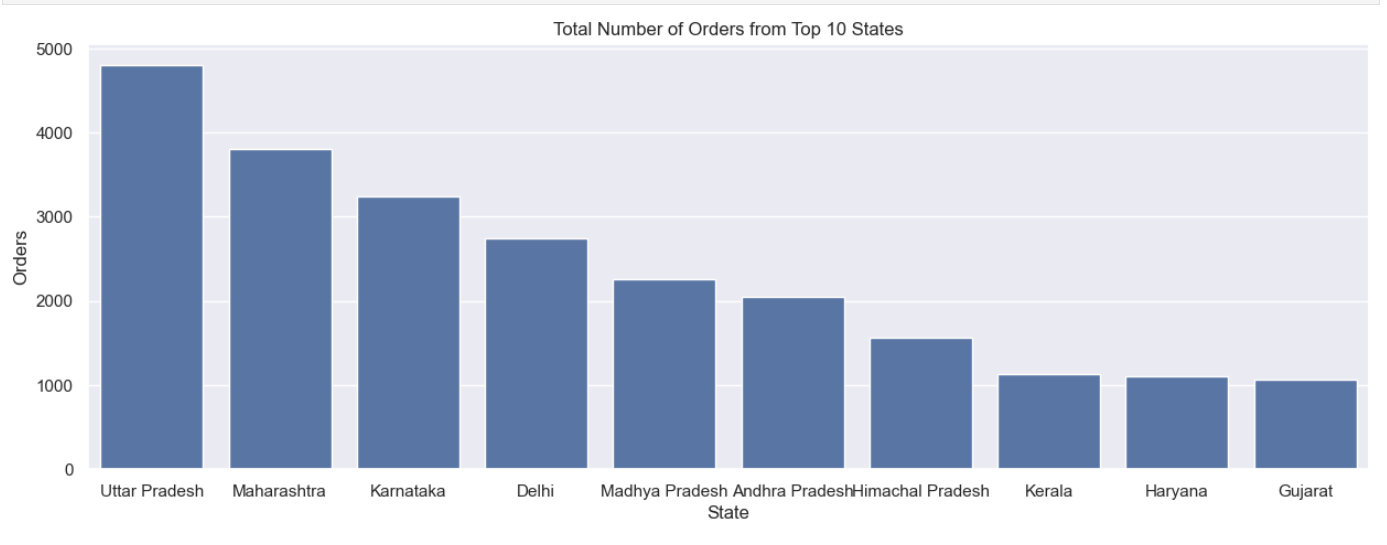 Total Number of Orders from Top 10 States
5000
4000
3000
2000
1000
0
Orders
Uttar Pradesh Maharashtra Karnataka Delhi Madhya Pradesh Andhra Pradesh Himachal Pradesh Kerala Haryana Gujarat
State